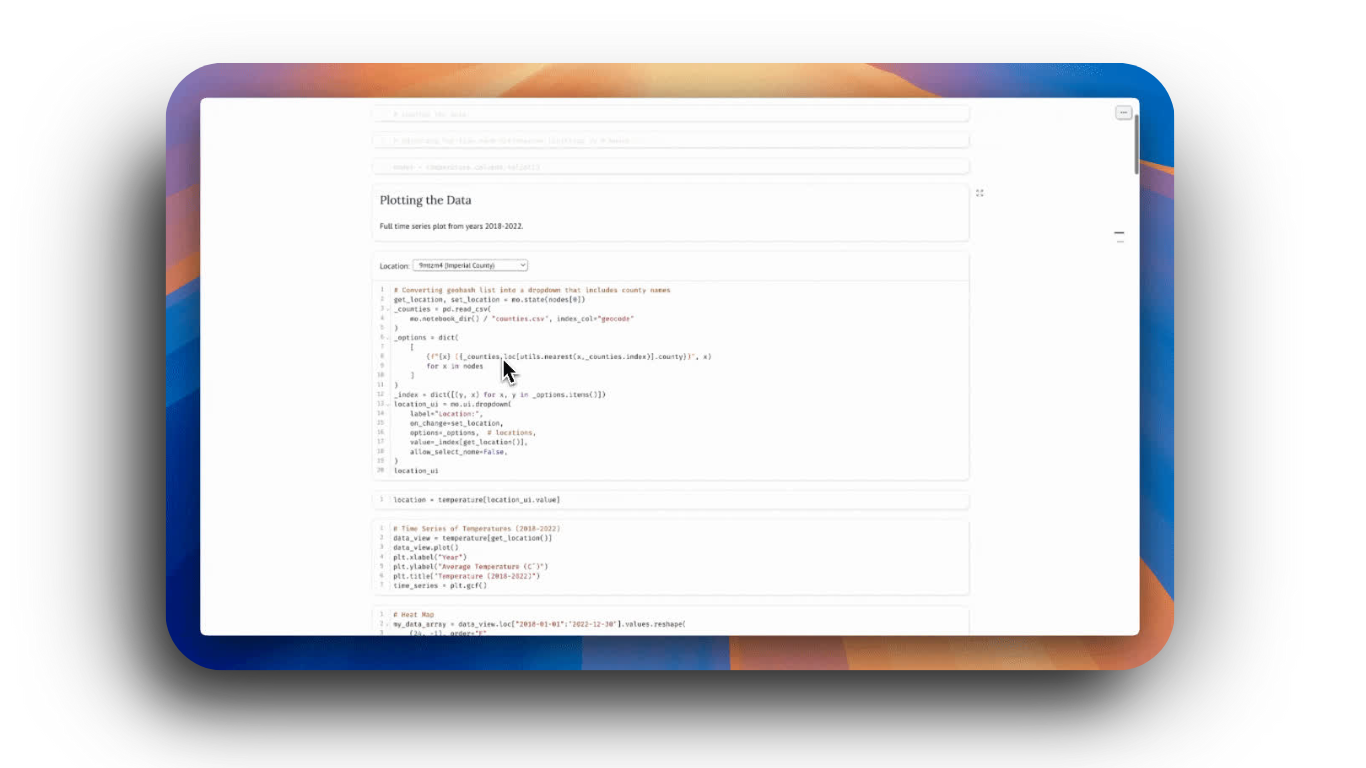 Plotting the Data
Full time series plot from years 2018-2022.
Location: 9mzzm4 (Imperial County)
1 # Converting geohash list into a dropdown that includes county names
2 get_location, set_location = mo.state(nodes[0])
3 _counties = pd.read_csv(
4 mo.notebook_dir() / "counties.csv", index_col="geocode"
5 )
6 _options = dict(
7 [
8 (f"{x} ({_counties.loc[utils.nearest(x,_counties.index)].county})", x)
9 for x in nodes
10 ]
11 )
12 _index = dict([(y, x) for x, y in _options.items()])
13 location_ui = mo.ui.dropdown(
14 label="Location:",
15 on_change=set_location,
16 options=_options, # locations,
17 value=_index[get_location()],
18 allow_select_none=False,
19 )
20 location_ui
1 location = temperature[location_ui.value]
1 # Time Series of Temperatures (2018-2022)
2 data_view = temperature[get_location()]
3 data_view.plot()
4 plt.xlabel("Year")
5 plt.ylabel("Average Temperature (C˚)")
6 plt.title("Temperature (2018-2022)")
7 time_series = plt.gcf()
1 # Heat Map
2 my_data_array = data_view.loc["2018-01-01":"2022-12-30"].values.reshape(
3 (24, -1), order="F"